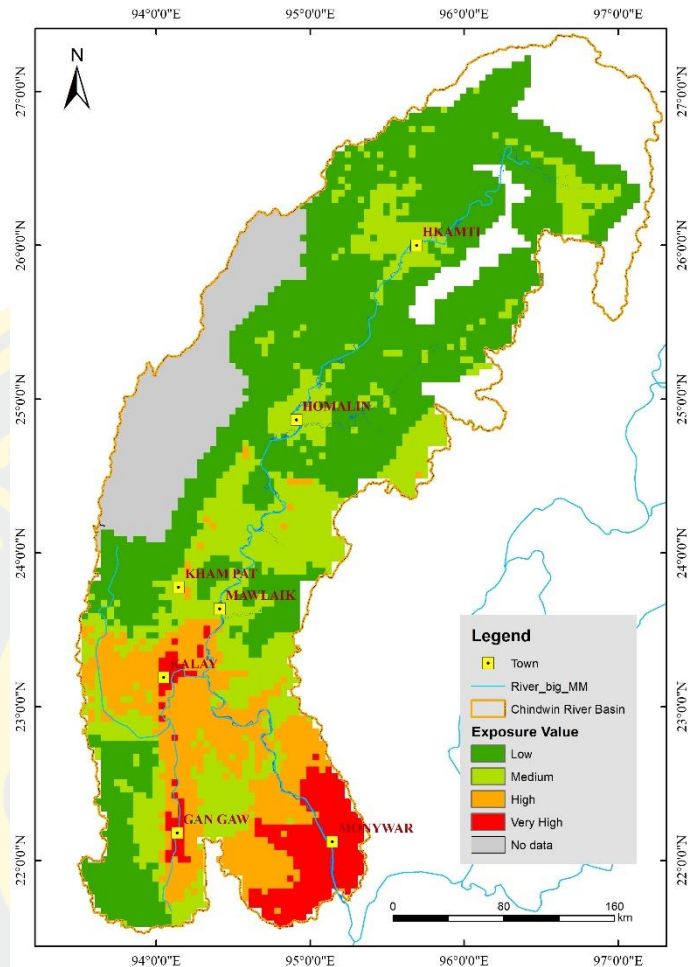 94°0'0"E 95°0'0"E 96°0'0"E 97°0'0"E
N
27°0'0"N 27°0'0"N
26°0'0"N 26°0'0"N
25°0'0"N 25°0'0"N
24°0'0"N 24°0'0"N
23°0'0"N 23°0'0"N
22°0'0"N 22°0'0"N
HKAMTI
HOMALIN
KHAM PAT
MAWLAIK
KALAY
GAN GAW
MONYWAR
Legend
Town
River_big_MM
Chindwin River Basin
Exposure Value
Low
Medium
High
Very High
No data
0 80 160
km
94°0'0"E 95°0'0"E 96°0'0"E 97°0'0"E